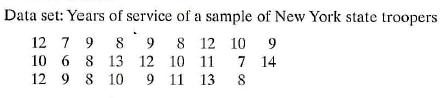 Data set: Years of service of a sample of New York state troopers
12 7 9 8 9 8 12 10 9
10 6 8 13 12 10 11 7 14
12 9 8 10 9 11 13 8